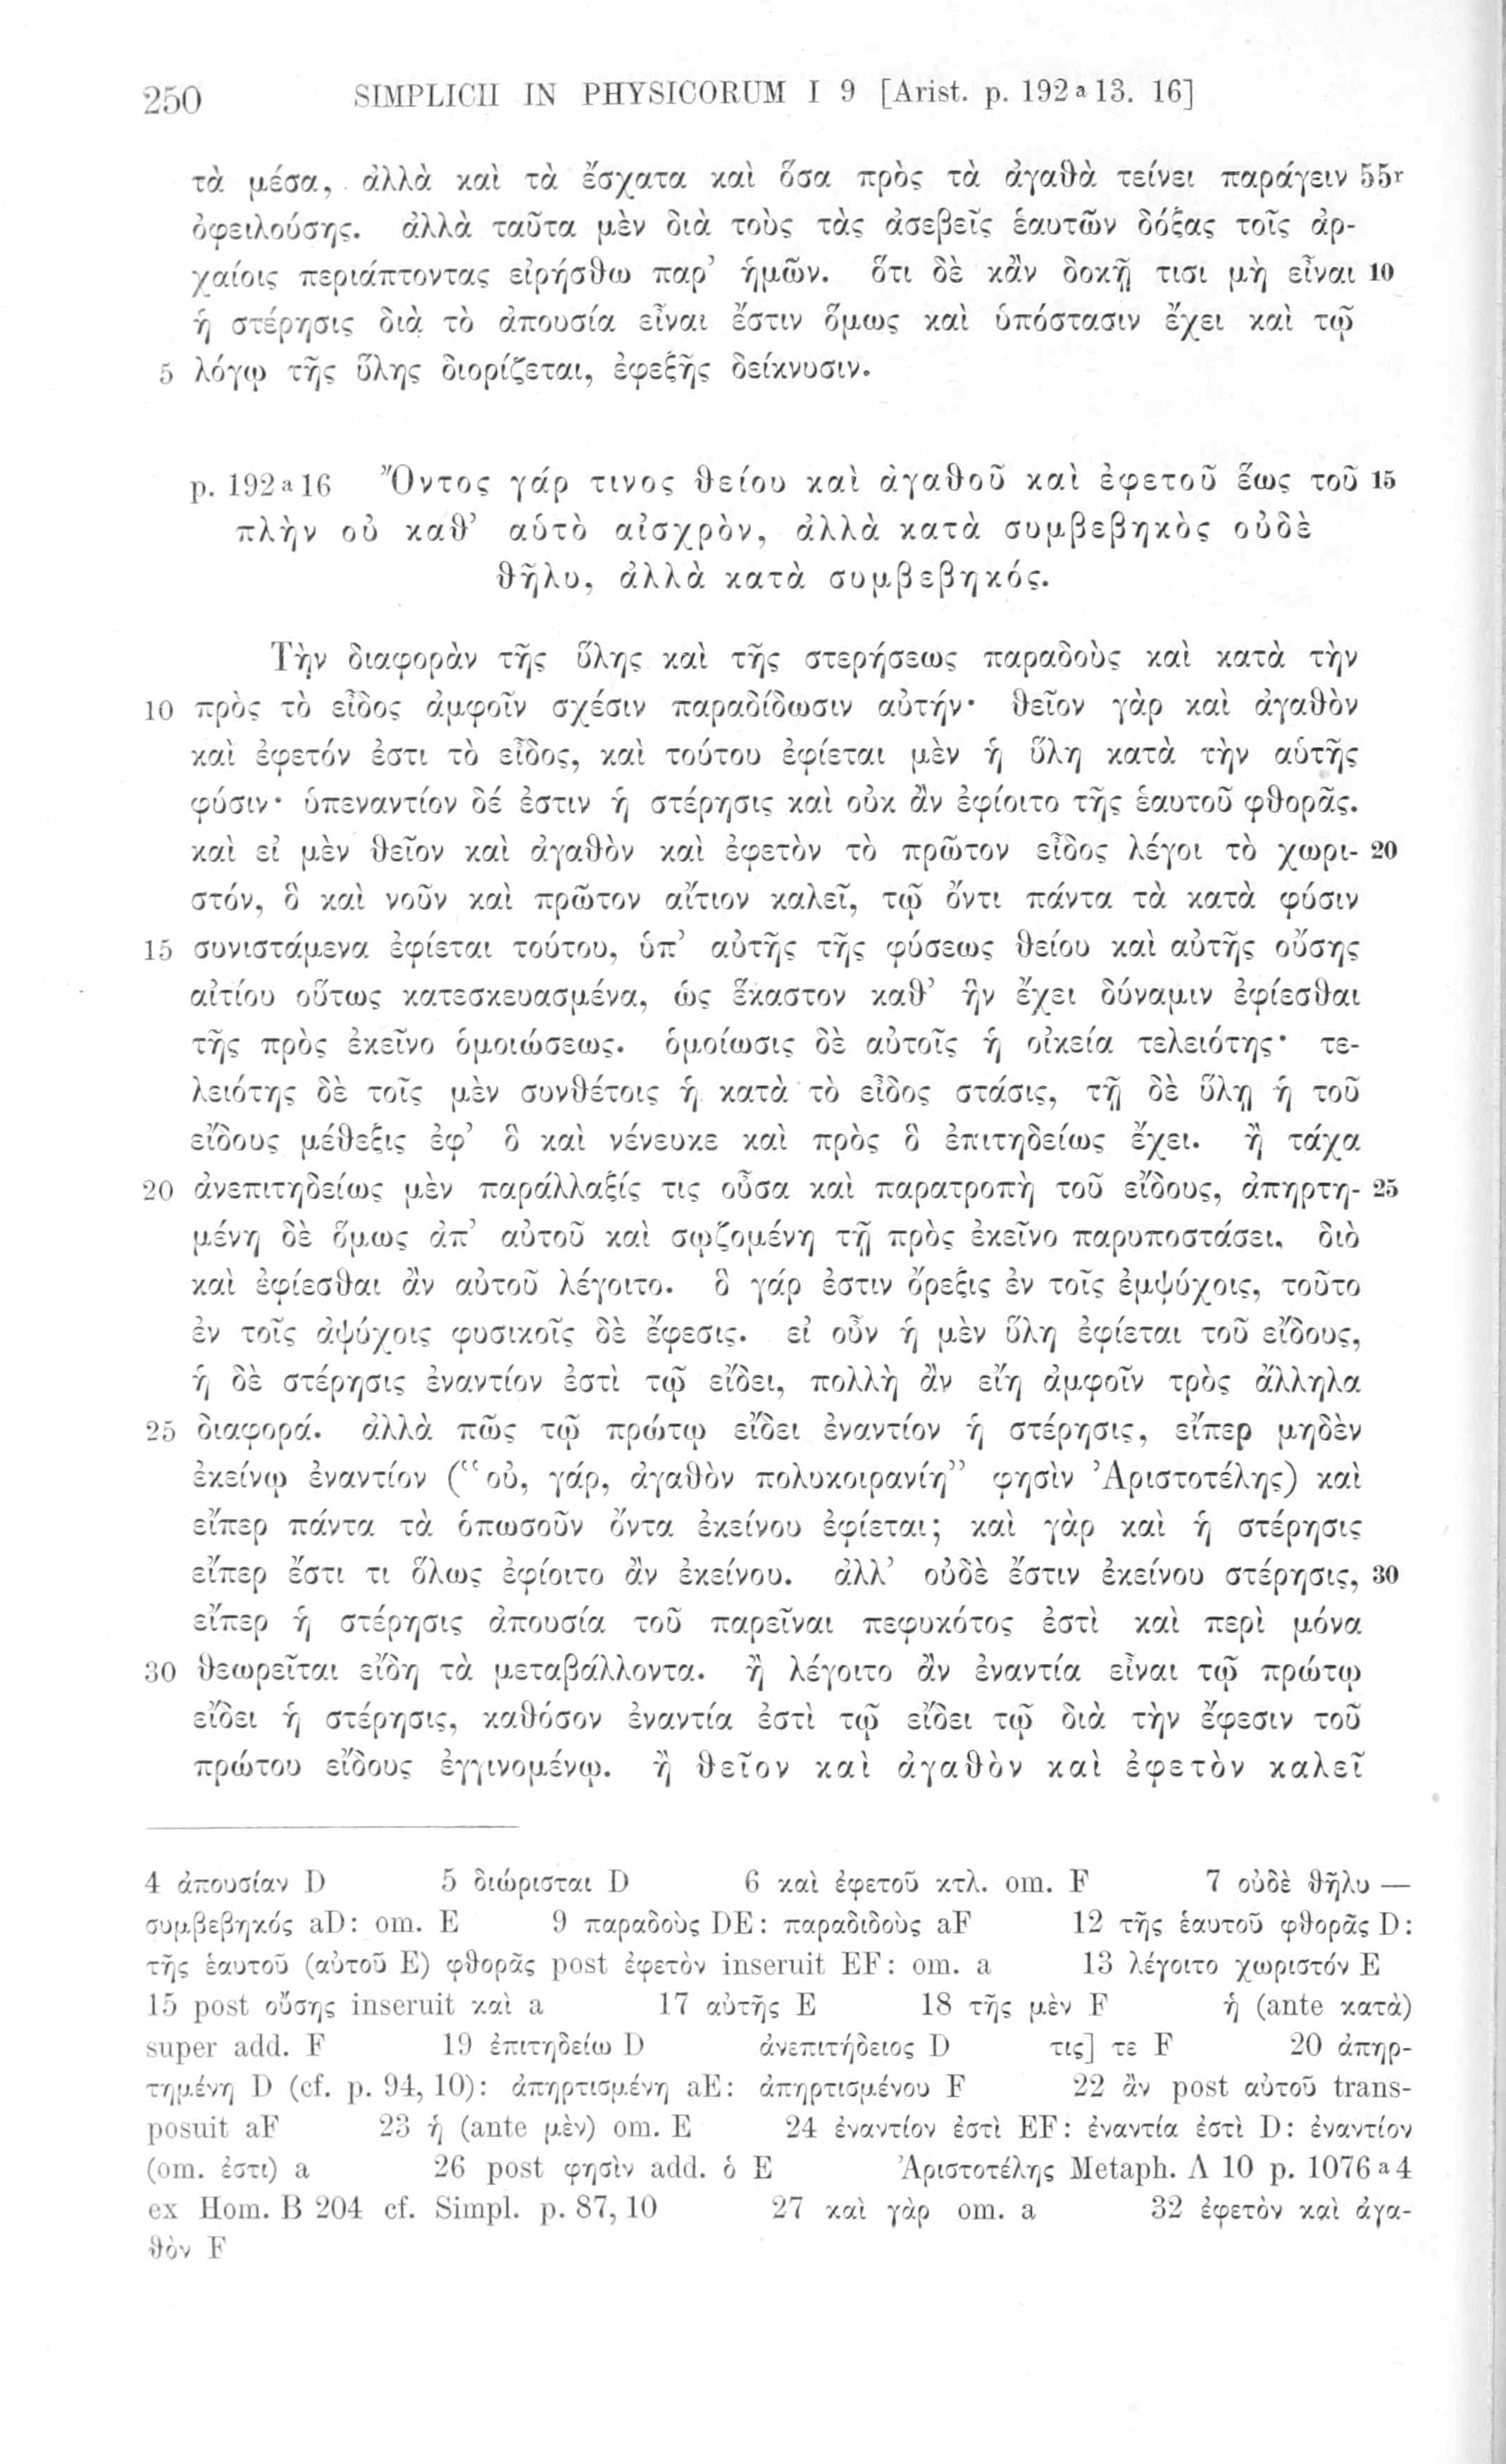 250 SIMPLICII IN PHYSICORUM I 9 [Arist. p. 192 a 13. 16]
τὰ μέσα, ἀλλὰ καὶ τὰ ἔσχατα καὶ ὅσα πρὸς τὰ ἀγαθὰ τείνει παράγειν 55r
ὀφειλούσης. ἀλλὰ ταῦτα μὲν διὰ τοὺς τὰς ἀσεβεῖς ἑαυτῶν δόξας τοῖς ἀρ-
χαίοις περιάπτοντας εἰρήσθω παρ’ ἡμῶν. ὅτι δὲ κἂν δοκῇ τισι μὴ εἶναι 10
ἡ στέρησις διὰ τὸ ἀπουσία εἶναι ἔστιν ὅμως καὶ ὑπόστασιν ἔχει καὶ τῷ
5 λόγῳ τῆς ὕλης διορίζεται, ἐφεξῆς δείκνυσιν.
p. 192 a 16 Ὄντος γάρ τινος θείου καὶ ἀγαθοῦ καὶ ἐφετοῦ ἕως τοῦ 15
πλὴν οὐ καθ’ αὑτὸ αἰσχρὸν, ἀλλὰ κατὰ συμβεβηκὸς οὐδὲ
θῆλυ, ἀλλὰ κατὰ συμβεβηκός.
Τὴν διαφορὰν τῆς ὕλης καὶ τῆς στερήσεως παραδοὺς καὶ κατὰ τὴν
10 πρὸς τὸ εἶδος ἀμφοῖν σχέσιν παραδίδωσιν αὐτήν· θεῖον γὰρ καὶ ἀγαθὸν
καὶ ἐφετόν ἐστι τὸ εἶδος, καὶ τούτου ἐφίεται μὲν ἡ ὕλη κατὰ τὴν αὑτῆς
φύσιν· ὑπεναντίον δέ ἐστιν ἡ στέρησις καὶ οὐκ ἂν ἐφίοιτο τῆς ἑαυτοῦ φθορᾶς.
καὶ εἰ μὲν θεῖον καὶ ἀγαθὸν καὶ ἐφετὸν τὸ πρῶτον εἶδος λέγοι τὸ χωρι- 20
στόν, ὃ καὶ νοῦν καὶ πρῶτον αἴτιον καλεῖ, τῷ ὄντι πάντα τὰ κατὰ φύσιν
15 συνιστάμενα ἐφίεται τούτου, ὑπ’ αὐτῆς τῆς φύσεως θείου καὶ αὐτῆς οὔσης
αἰτίου οὕτως κατεσκευασμένα, ὡς ἕκαστον καθ’ ἣν ἔχει δύναμιν ἐφίεσθαι
τῆς πρὸς ἐκεῖνο ὁμοιώσεως. ὁμοίωσις δὲ αὐτοῖς ἡ οἰκεία τελειότης· τε-
λειότης δὲ τοῖς μὲν συνθέτοις ἡ κατὰ τὸ εἶδος στάσις, τῇ δὲ ὕλῃ ἡ τοῦ
εἴδους μέθεξις ἐφ’ ὃ καὶ νένευκε καὶ πρὸς ὃ ἐπιτηδείως ἔχει. ἢ τάχα
20 ἀνεπιτηδείως μὲν παράλλαξίς τις οὖσα καὶ παρατροπὴ τοῦ εἴδους, ἀπηρτη- 25
μένη δὲ ὅμως ἀπ’ αὐτοῦ καὶ σῳζομένη τῇ πρὸς ἐκεῖνο παρυποστάσει, διὸ
καὶ ἐφίεσθαι ἂν αὐτοῦ λέγοιτο. ὃ γάρ ἐστιν ὄρεξις ἐν τοῖς ἐμψύχοις, τοῦτο
ἐν τοῖς ἀψύχοις φυσικοῖς δὲ ἔφεσις. εἰ οὖν ἡ μὲν ὕλη ἐφίεται τοῦ εἴδους,
ἡ δὲ στέρησις ἐναντίον ἐστὶ τῷ εἴδει, πολλὴ ἂν εἴη ἀμφοῖν τρὸς ἄλληλα
25 διαφορά. ἀλλὰ πῶς τῷ πρώτῳ εἴδει ἐναντίον ἡ στέρησις, εἴπερ μηδὲν
ἐκείνῳ ἐναντίον (“οὐ, γάρ, ἀγαθὸν πολυκοιρανίη” φησὶν Ἀριστοτέλης) καὶ
εἴπερ πάντα τὰ ὁπωσοῦν ὄντα ἐκείνου ἐφίεται; καὶ γὰρ καὶ ἡ στέρησις
εἴπερ ἔστι τι ὅλως ἐφίοιτο ἂν ἐκείνου. ἀλλ’ οὐδὲ ἔστιν ἐκείνου στέρησις, 30
εἴπερ ἡ στέρησις ἀπουσία τοῦ παρεῖναι πεφυκότος ἐστὶ καὶ περὶ μόνα
30 θεωρεῖται εἴδη τὰ μεταβάλλοντα. ἢ λέγοιτο ἂν ἐναντία εἶναι τῷ πρώτῳ
εἴδει ἡ στέρησις, καθόσον ἐναντία ἐστὶ τῷ εἴδει τῷ διὰ τὴν ἔφεσιν τοῦ
πρώτου εἴδους ἐγγινομένῳ. ἢ θεῖον καὶ ἀγαθὸν καὶ ἐφετὸν καλεῖ
4 ἀπουσίαν D 5 διώρισται D 6 καὶ ἐφετοῦ κτλ. om. F 7 οὐδὲ θῆλυ —
συμβεβηκός aD: om. E 9 παραδοὺς DE: παραδιδοὺς aF 12 τῆς ἑαυτοῦ φθορᾶς D:
τῆς ἑαυτοῦ (αὐτοῦ E) φθορᾶς post ἐφετὸν inseruit EF: om. a 13 λέγοιτο χωριστόν E
15 post οὔσης inseruit καὶ a 17 αὐτῆς E 18 τῆς μὲν F ἡ (ante κατὰ)
super add. F 19 ἐπιτηδείω D ἀνεπιτήδειος D τις] τε F 20 ἀπηρ-
τημένη D (cf. p. 94, 10): ἀπηρτισμένη aE: ἀπηρτισμένου F 22 ἂν post αὐτοῦ trans-
posuit aF 23 ἡ (ante μὲν) om. E 24 ἐναντίον ἐστὶ EF: ἐναντία ἐστὶ D: ἐναντίον
(om. ἐστι) a 26 post φησὶν add. ὁ E Ἀριστοτέλης Metaph. Λ 10 p. 1076 a 4
ex Hom. B 204 cf. Simpl. p. 87, 10 27 καὶ γὰρ om. a 32 ἐφετὸν καὶ ἀγα-
θὸν F